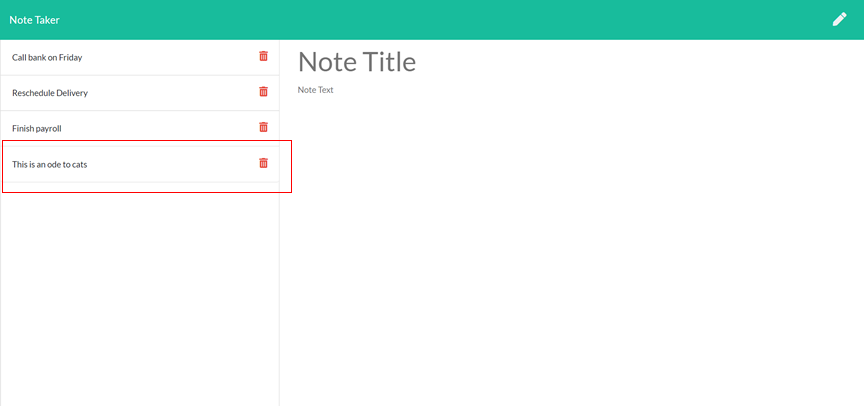 Note Taker
Call bank on Friday
Reschedule Delivery
Finish payroll
This is an ode to cats
Note Title
Note Text